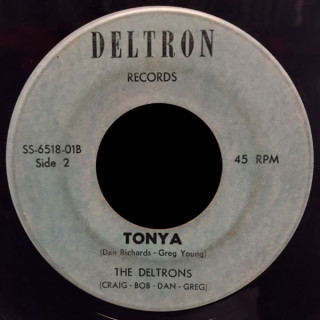 DELTRON
RECORDS
SS-6518-01B
Side 2
45 RPM
TONYA
(Dan Richards - Greg Young)
THE DELTRONS
(CRAIG - BOB - DAN - GREG)